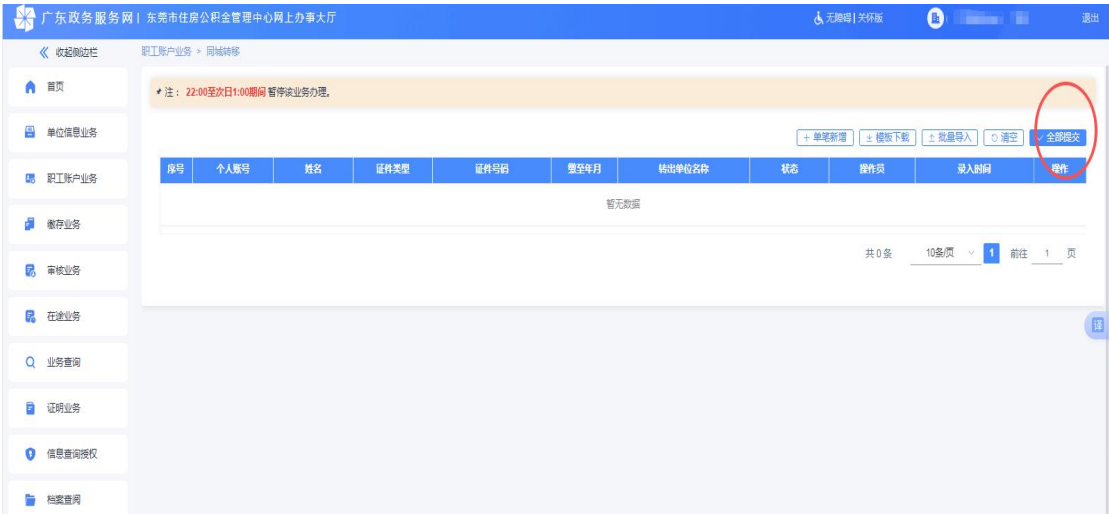 广东政务服务网 | 东莞市住房公积金管理中心网上办事大厅 无障碍 | 关怀版 退出
收起侧边栏 职工账户业务 > 同城转移
首页
注： 22:00至次日1:00期间 暂停该业务办理。
单位信息业务
+ 单笔新增 模板下载 批量导入 清空 全部提交
序号 个人账号 姓名 证件类型 证件号码 缴至年月 转出单位名称 状态 操作员 录入时间 操作
职工账户业务
暂无数据
缴存业务
共 0 条 10条/页 1 前往 1 页
审核业务
在途业务
译
业务查询
证明业务
信息查询授权
档案查阅